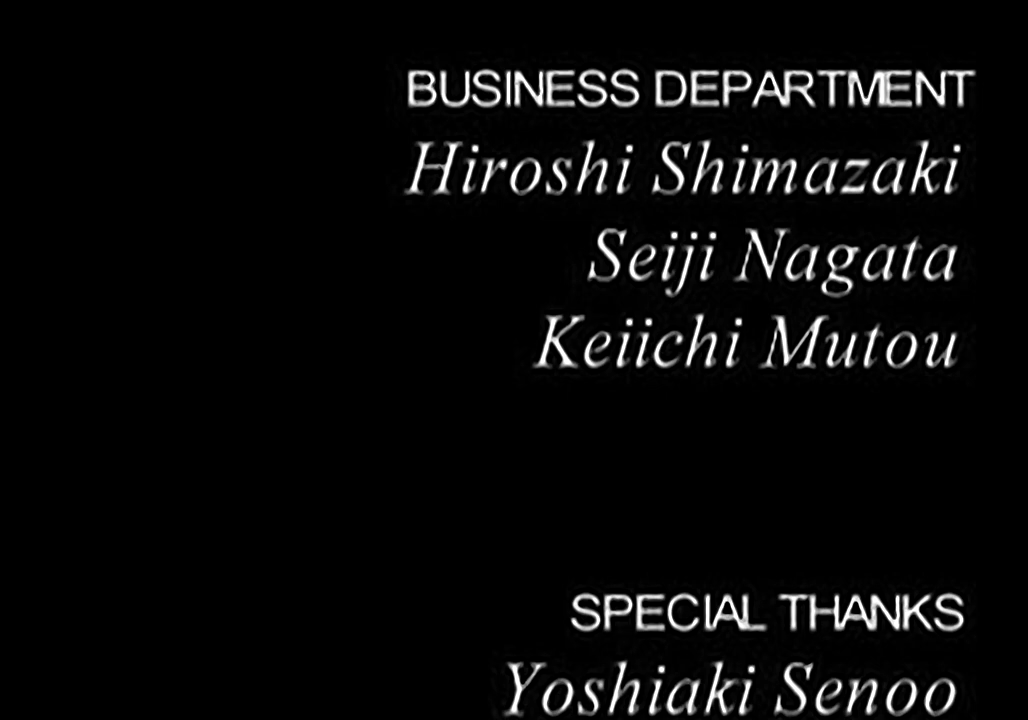 BUSINESS DEPARTMENT
Hiroshi Shimazaki
Seiji Nagata
Keiichi Mutou
SPECIAL THANKS
Yoshiaki Senoo